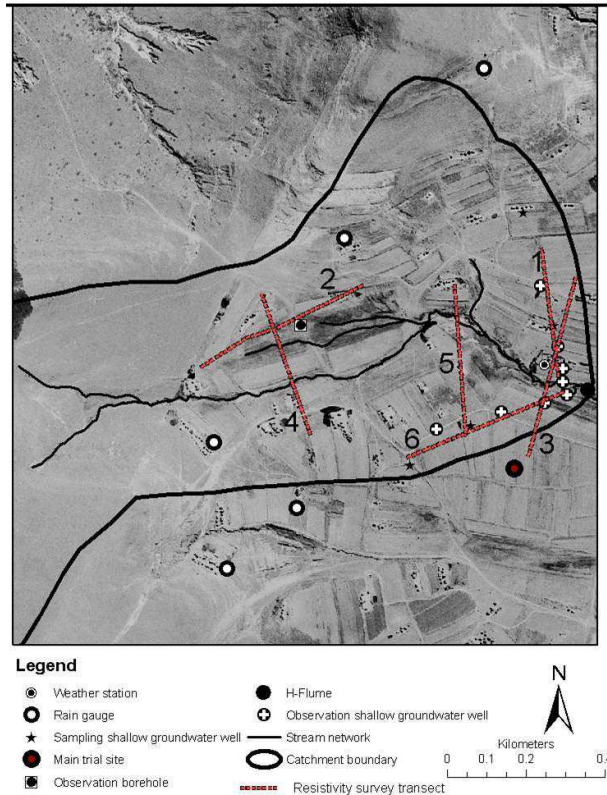 1
2
5
4
6
3
Legend
N
Weather station
H-Flume
Rain gauge
Observation shallow groundwater well
Sampling shallow groundwater well
Stream network
Kilometers
Main trial site
Catchment boundary
0 0.1 0.2 0.4
Observation borehole
Resistivity survey transect